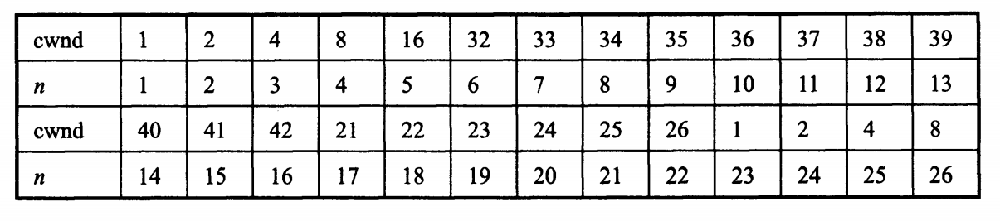 cwnd 1 2 4 8 16 32 33 34 35 36 37 38 39
n 1 2 3 4 5 6 7 8 9 10 11 12 13
cwnd 40 41 42 21 22 23 24 25 26 1 2 4 8
n 14 15 16 17 18 19 20 21 22 23 24 25 26